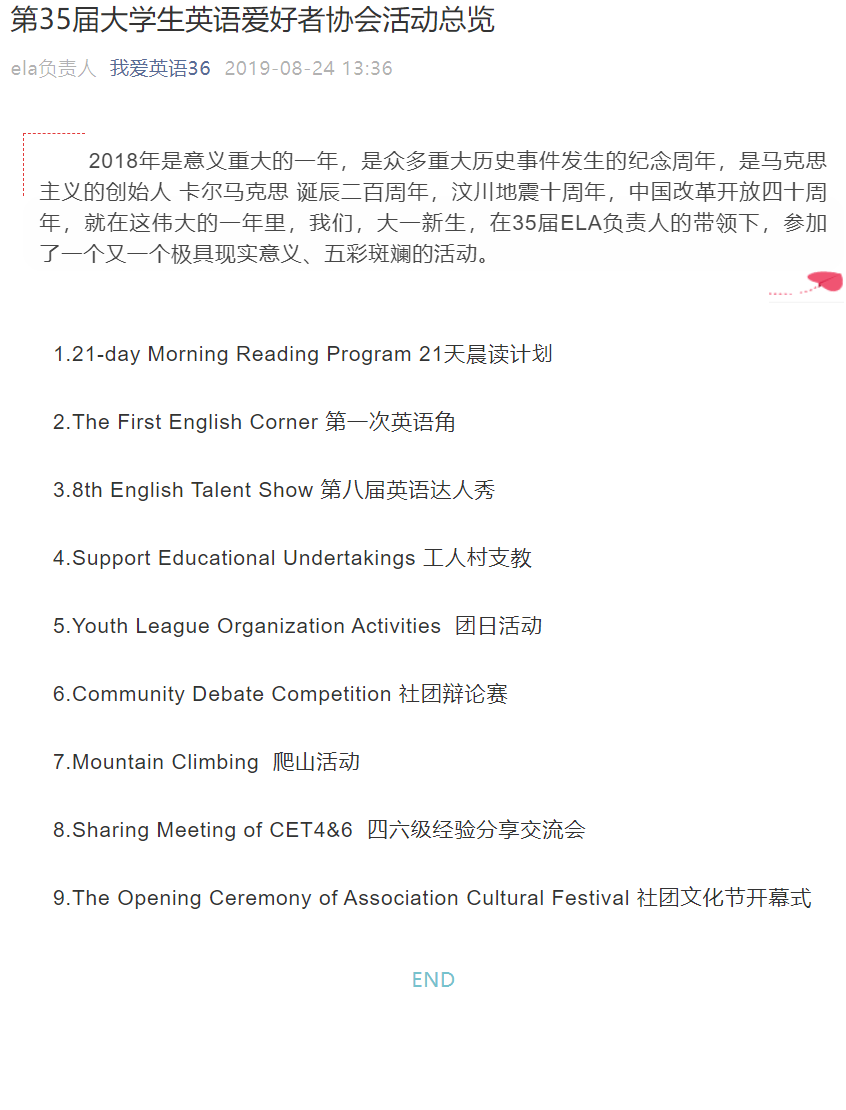 第35届大学生英语爱好者协会活动总览
ela负责人 我爱英语36 2019-08-24 13:36
2018年是意义重大的一年，是众多重大历史事件发生的纪念周年，是马克思
主义的创始人 卡尔马克思 诞辰二百周年，汶川地震十周年，中国改革开放四十周
年，就在这伟大的一年里，我们，大一新生，在35届ELA负责人的带领下，参加
了一个又一个极具现实意义、五彩斑斓的活动。
1.21-day Morning Reading Program 21天晨读计划
2.The First English Corner 第一次英语角
3.8th English Talent Show 第八届英语达人秀
4.Support Educational Undertakings 工人村支教
5.Youth League Organization Activities  团日活动
6.Community Debate Competition 社团辩论赛
7.Mountain Climbing  爬山活动
8.Sharing Meeting of CET4&6  四六级经验分享交流会
9.The Opening Ceremony of Association Cultural Festival 社团文化节开幕式
END